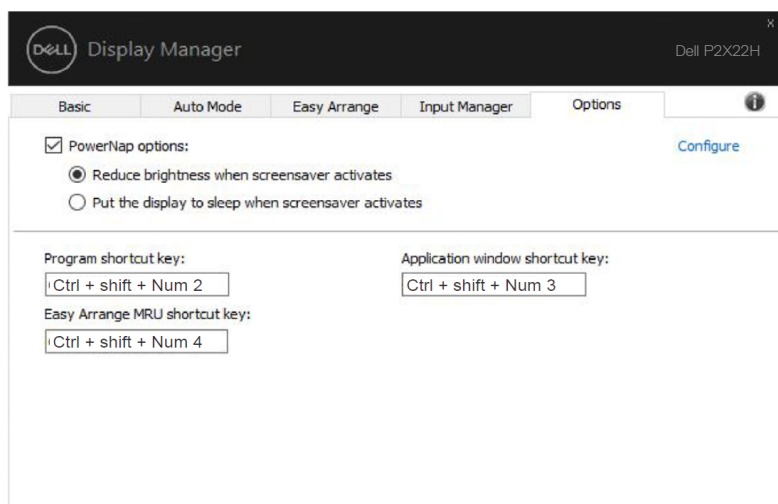 x
DELL Display Manager
Dell P2X22H
Basic Auto Mode Easy Arrange Input Manager Options i
PowerNap options: Configure
Reduce brightness when screensaver activates
Put the display to sleep when screensaver activates
Program shortcut key: Application window shortcut key:
Ctrl + shift + Num 2 Ctrl + shift + Num 3
Easy Arrange MRU shortcut key:
Ctrl + shift + Num 4